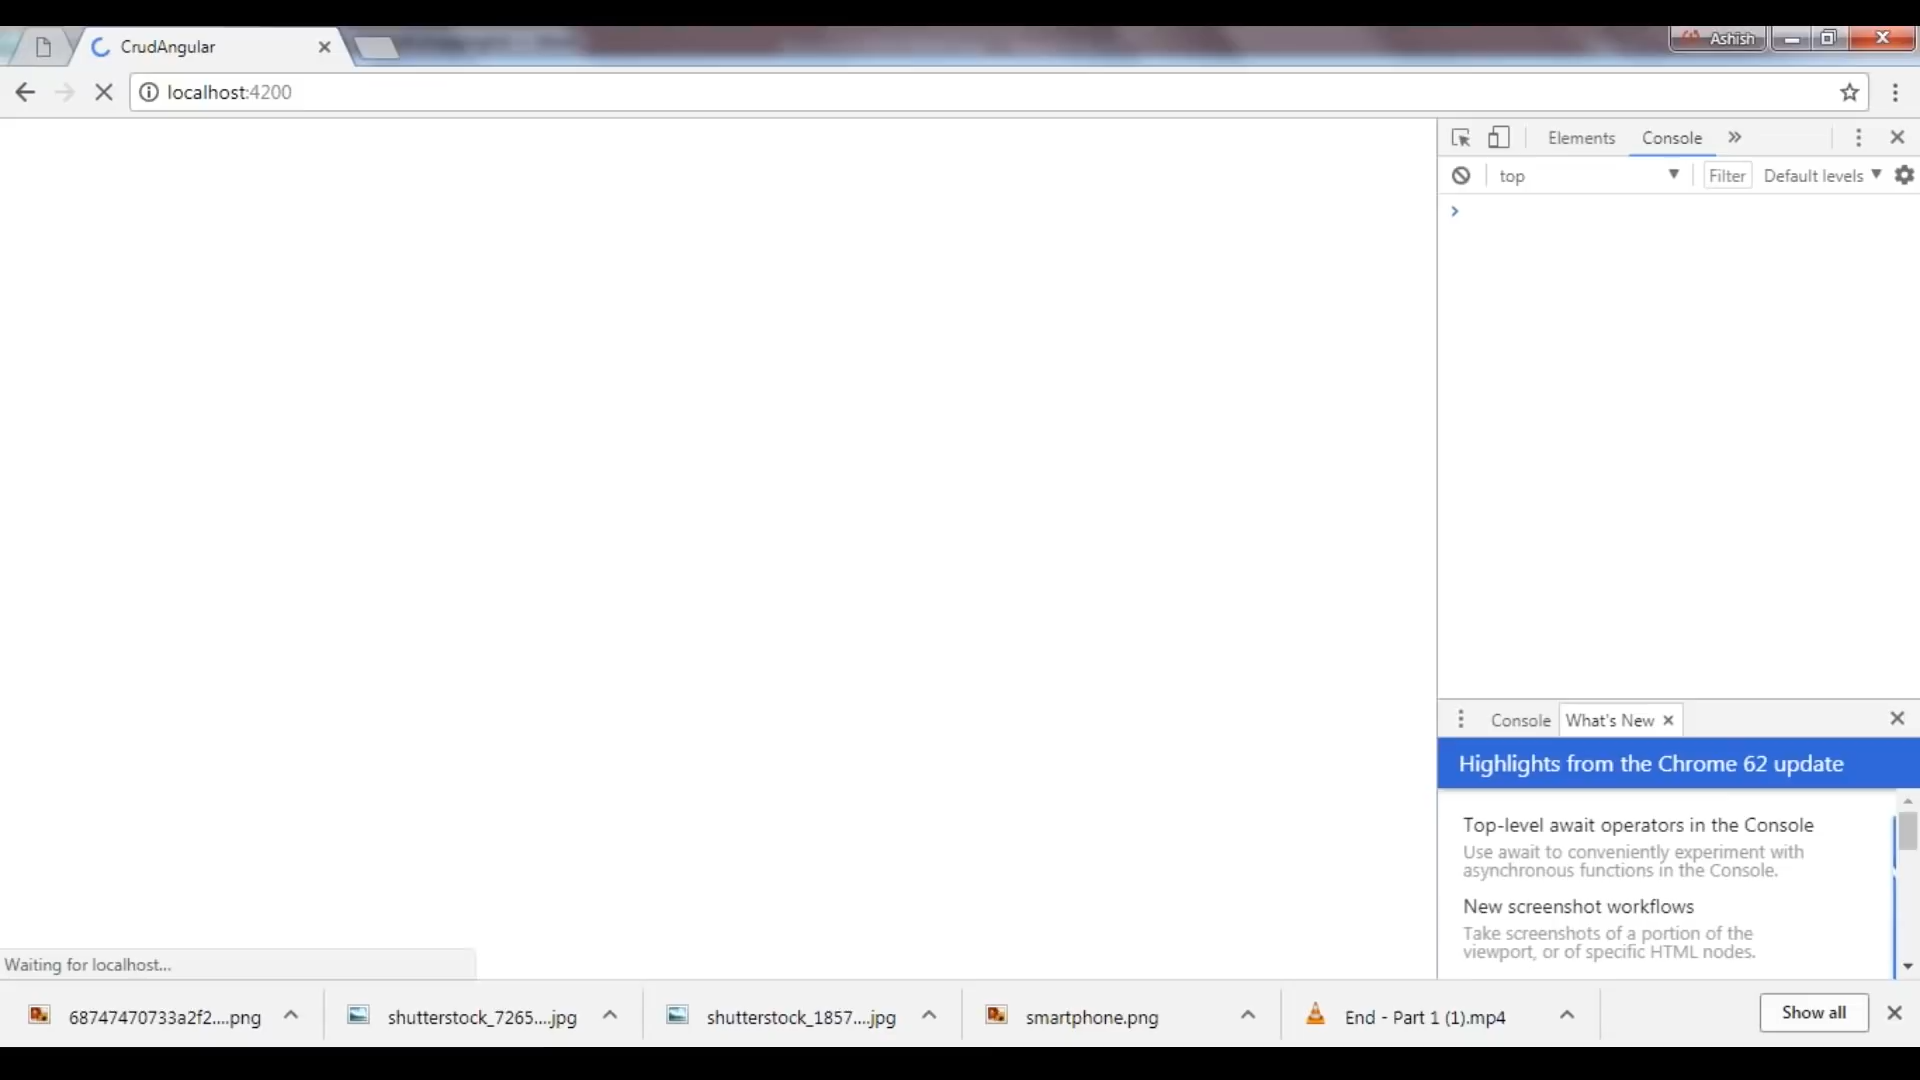 CrudAngular
Ashish
localhost:4200
Elements
Console
top
Filter
Default levels
Console
What's New
Highlights from the Chrome 62 update
Top-level await operators in the Console
Use await to conveniently experiment with
asynchronous functions in the Console.
New screenshot workflows
Take screenshots of a portion of the
viewport, or of specific HTML nodes.
Waiting for localhost...
68747470733a2f2....png
shutterstock_7265....jpg
shutterstock_1857....jpg
smartphone.png
End - Part 1 (1).mp4
Show all